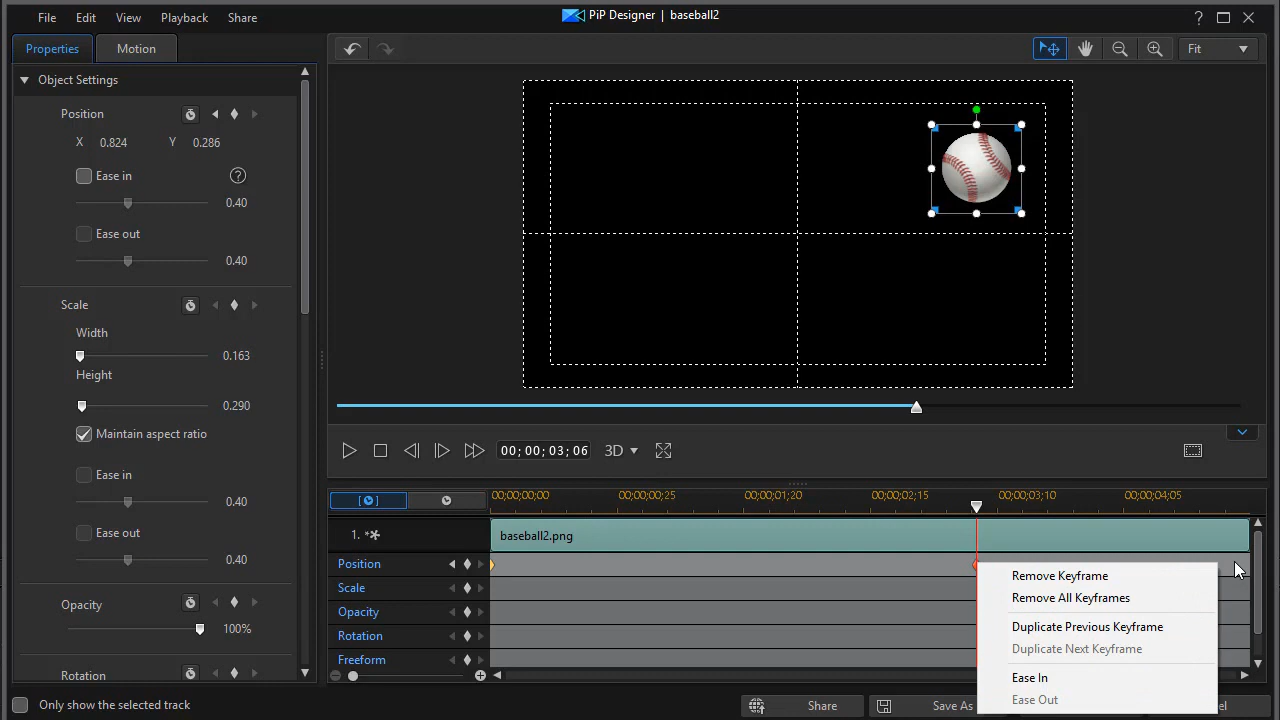 File Edit View Playback Share
PiP Designer | baseball2
?
Properties Motion
Fit
Object Settings
Position
X 0.824 Y 0.286
Ease in ?
0.40
Ease out
0.40
Scale
Width
0.163
Height
0.290
Maintain aspect ratio
Ease in
0.40
Ease out
0.40
Opacity
100%
Rotation
00; 00; 03; 06 3D
00;00;00;00 00;00;00;25 00;00;01;20 00;00;02;15 00;00;03;10 00;00;04;05
1. baseball2.png
Position
Scale
Opacity
Rotation
Freeform
Remove Keyframe
Remove All Keyframes
Duplicate Previous Keyframe
Duplicate Next Keyframe
Ease In
Ease Out
Only show the selected track
Share Save As